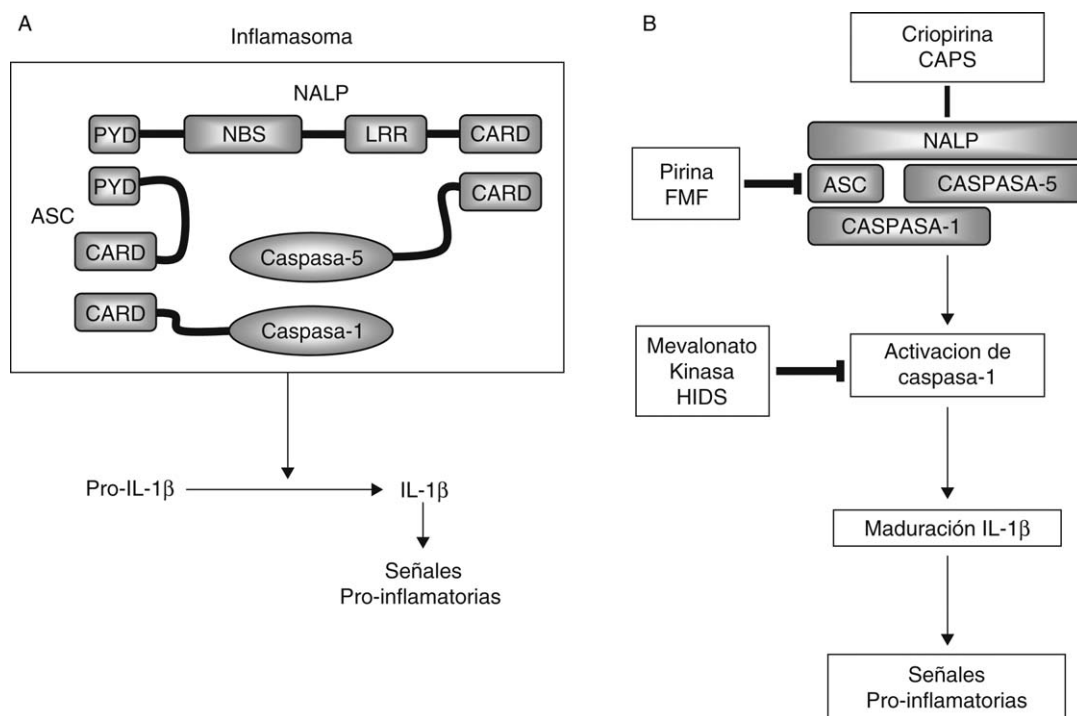 A
Inflamasoma
NALP
PYD
NBS
LRR
CARD
PYD
CARD
ASC
CARD
Caspasa-5
CARD
Caspasa-1
Pro-IL-1β
IL-1β
Señales
Pro-inflamatorias
B
Criopirina
CAPS
NALP
Pirina
FMF
ASC
CASPASA-5
CASPASA-1
Mevalonato
Kinasa
HIDS
Activacion de
caspasa-1
Maduración IL-1β
Señales
Pro-inflamatorias